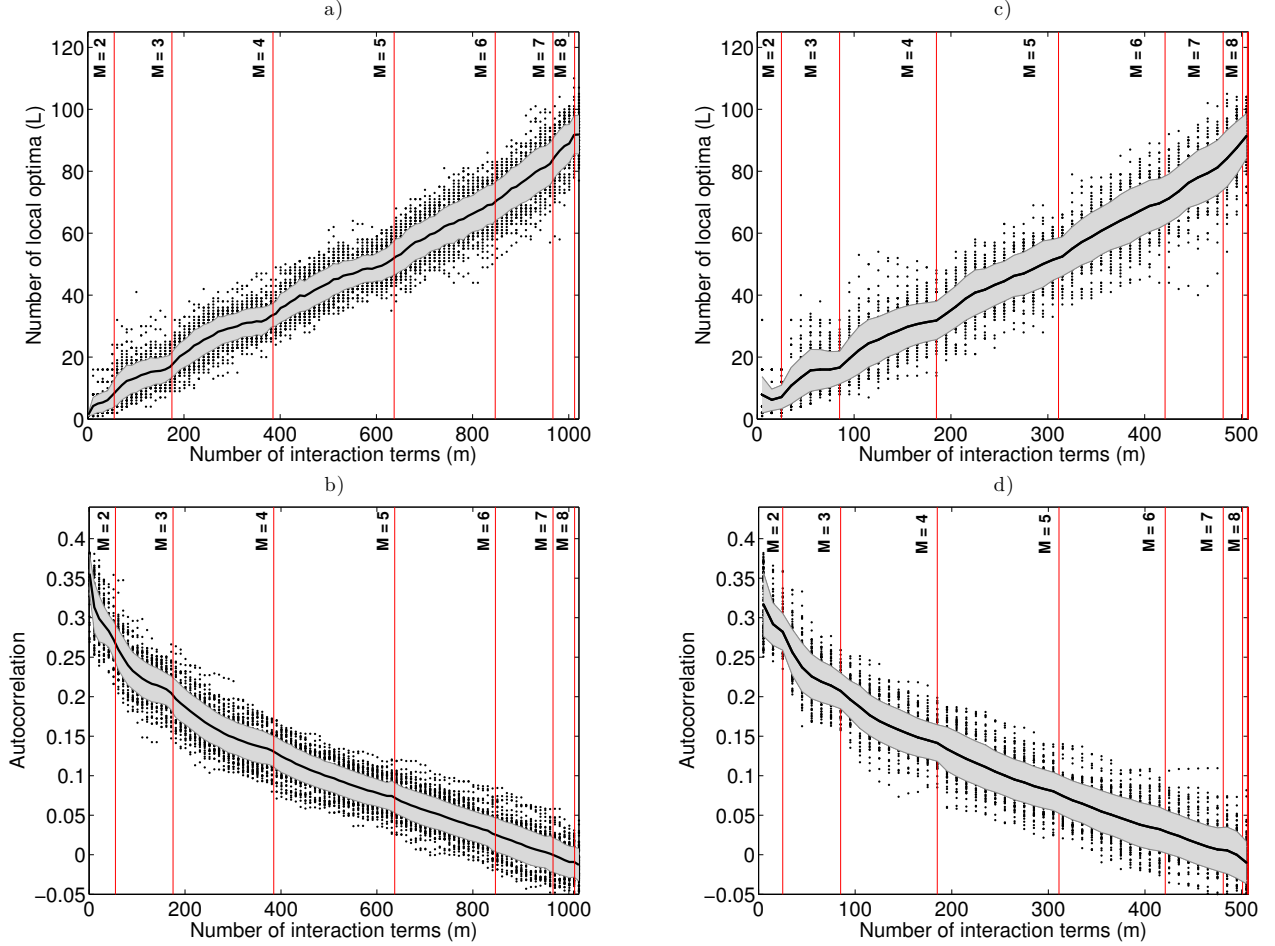 a)
M = 2
M = 3
M = 4
M = 5
M = 6
M = 7
M = 8
120
100
80
60
40
20
0
Number of local optima (L)
0 200 400 600 800 1000
Number of interaction terms (m)
c)
M = 2
M = 3
M = 4
M = 5
M = 6
M = 7
M = 8
120
100
80
60
40
20
0
Number of local optima (L)
0 100 200 300 400 500
Number of interaction terms (m)
b)
M = 2
M = 3
M = 4
M = 5
M = 6
M = 7
M = 8
0.4
0.35
0.3
0.25
0.2
0.15
0.1
0.05
0
−0.05
Autocorrelation
0 200 400 600 800 1000
Number of interaction terms (m)
d)
M = 2
M = 3
M = 4
M = 5
M = 6
M = 7
M = 8
0.4
0.35
0.3
0.25
0.2
0.15
0.1
0.05
0
−0.05
Autocorrelation
0 100 200 300 400 500
Number of interaction terms (m)